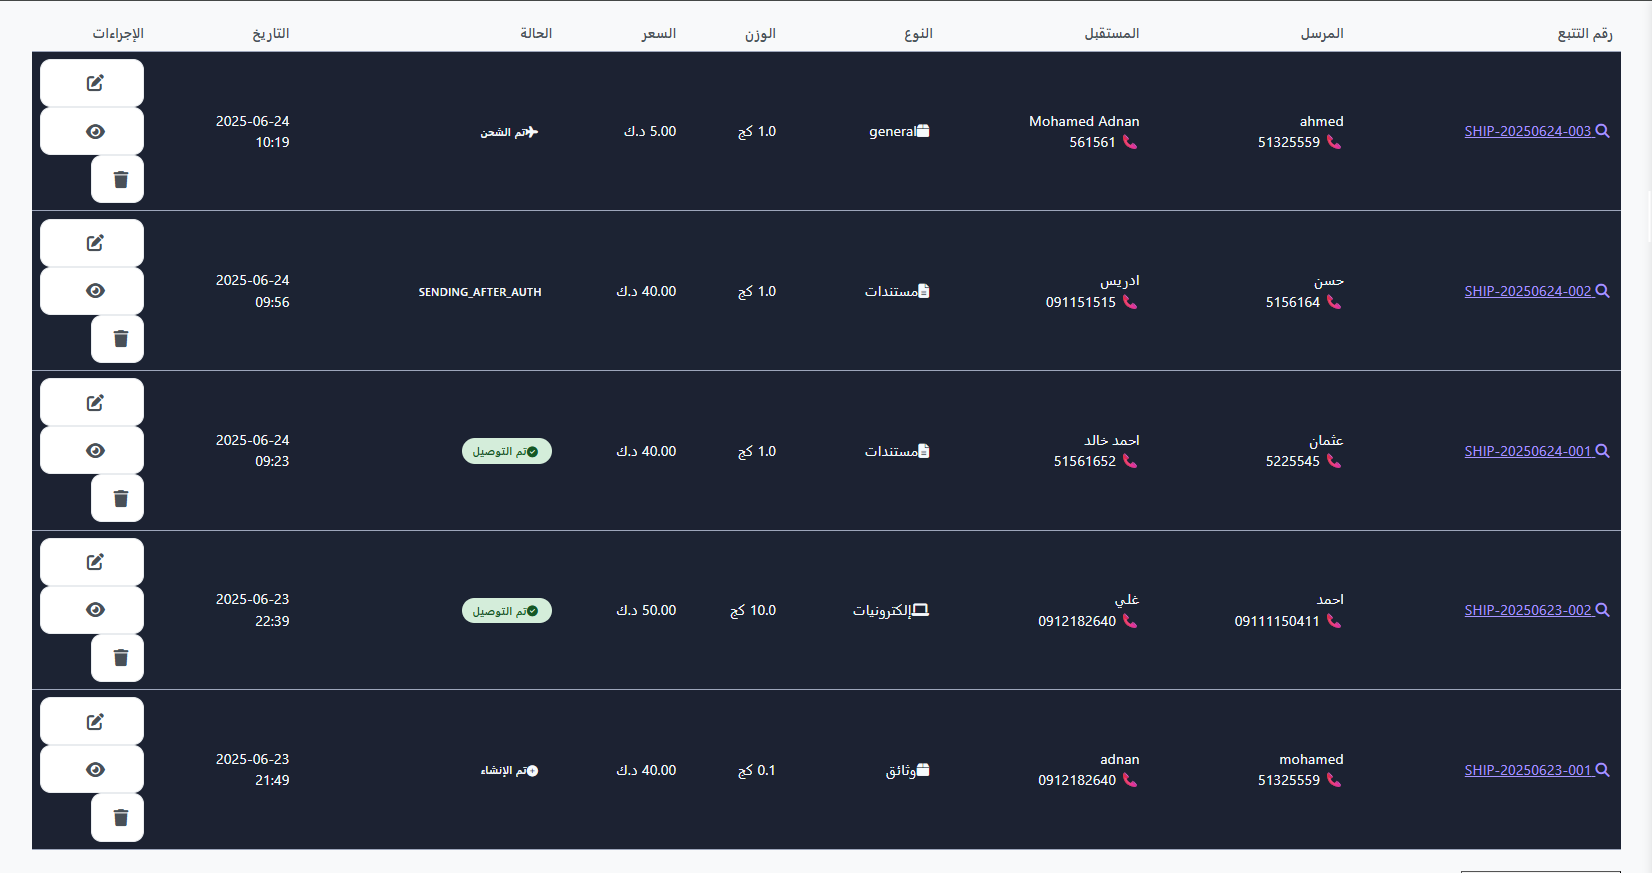 رقم التتبع
المرسل
المستقبل
النوع
الوزن
السعر
الحالة
التاريخ
الإجراءات
SHIP-20250624-003
ahmed
51325559
Mohamed Adnan
561561
general
1.0 كج
5.00 د.ك
تم الشحن
2025-06-24
10:19
SHIP-20250624-002
حسن
5156164
ادريس
091151515
مستندات
1.0 كج
40.00 د.ك
SENDING_AFTER_AUTH
2025-06-24
09:56
SHIP-20250624-001
عثمان
5225545
احمد خالد
51561652
مستندات
1.0 كج
40.00 د.ك
تم التوصيل
2025-06-24
09:23
SHIP-20250623-002
احمد
09111150411
غلي
0912182640
إلكترونيات
10.0 كج
50.00 د.ك
تم التوصيل
2025-06-23
22:39
SHIP-20250623-001
mohamed
51325559
adnan
0912182640
وثائق
0.1 كج
40.00 د.ك
تم الإنشاء
2025-06-23
21:49